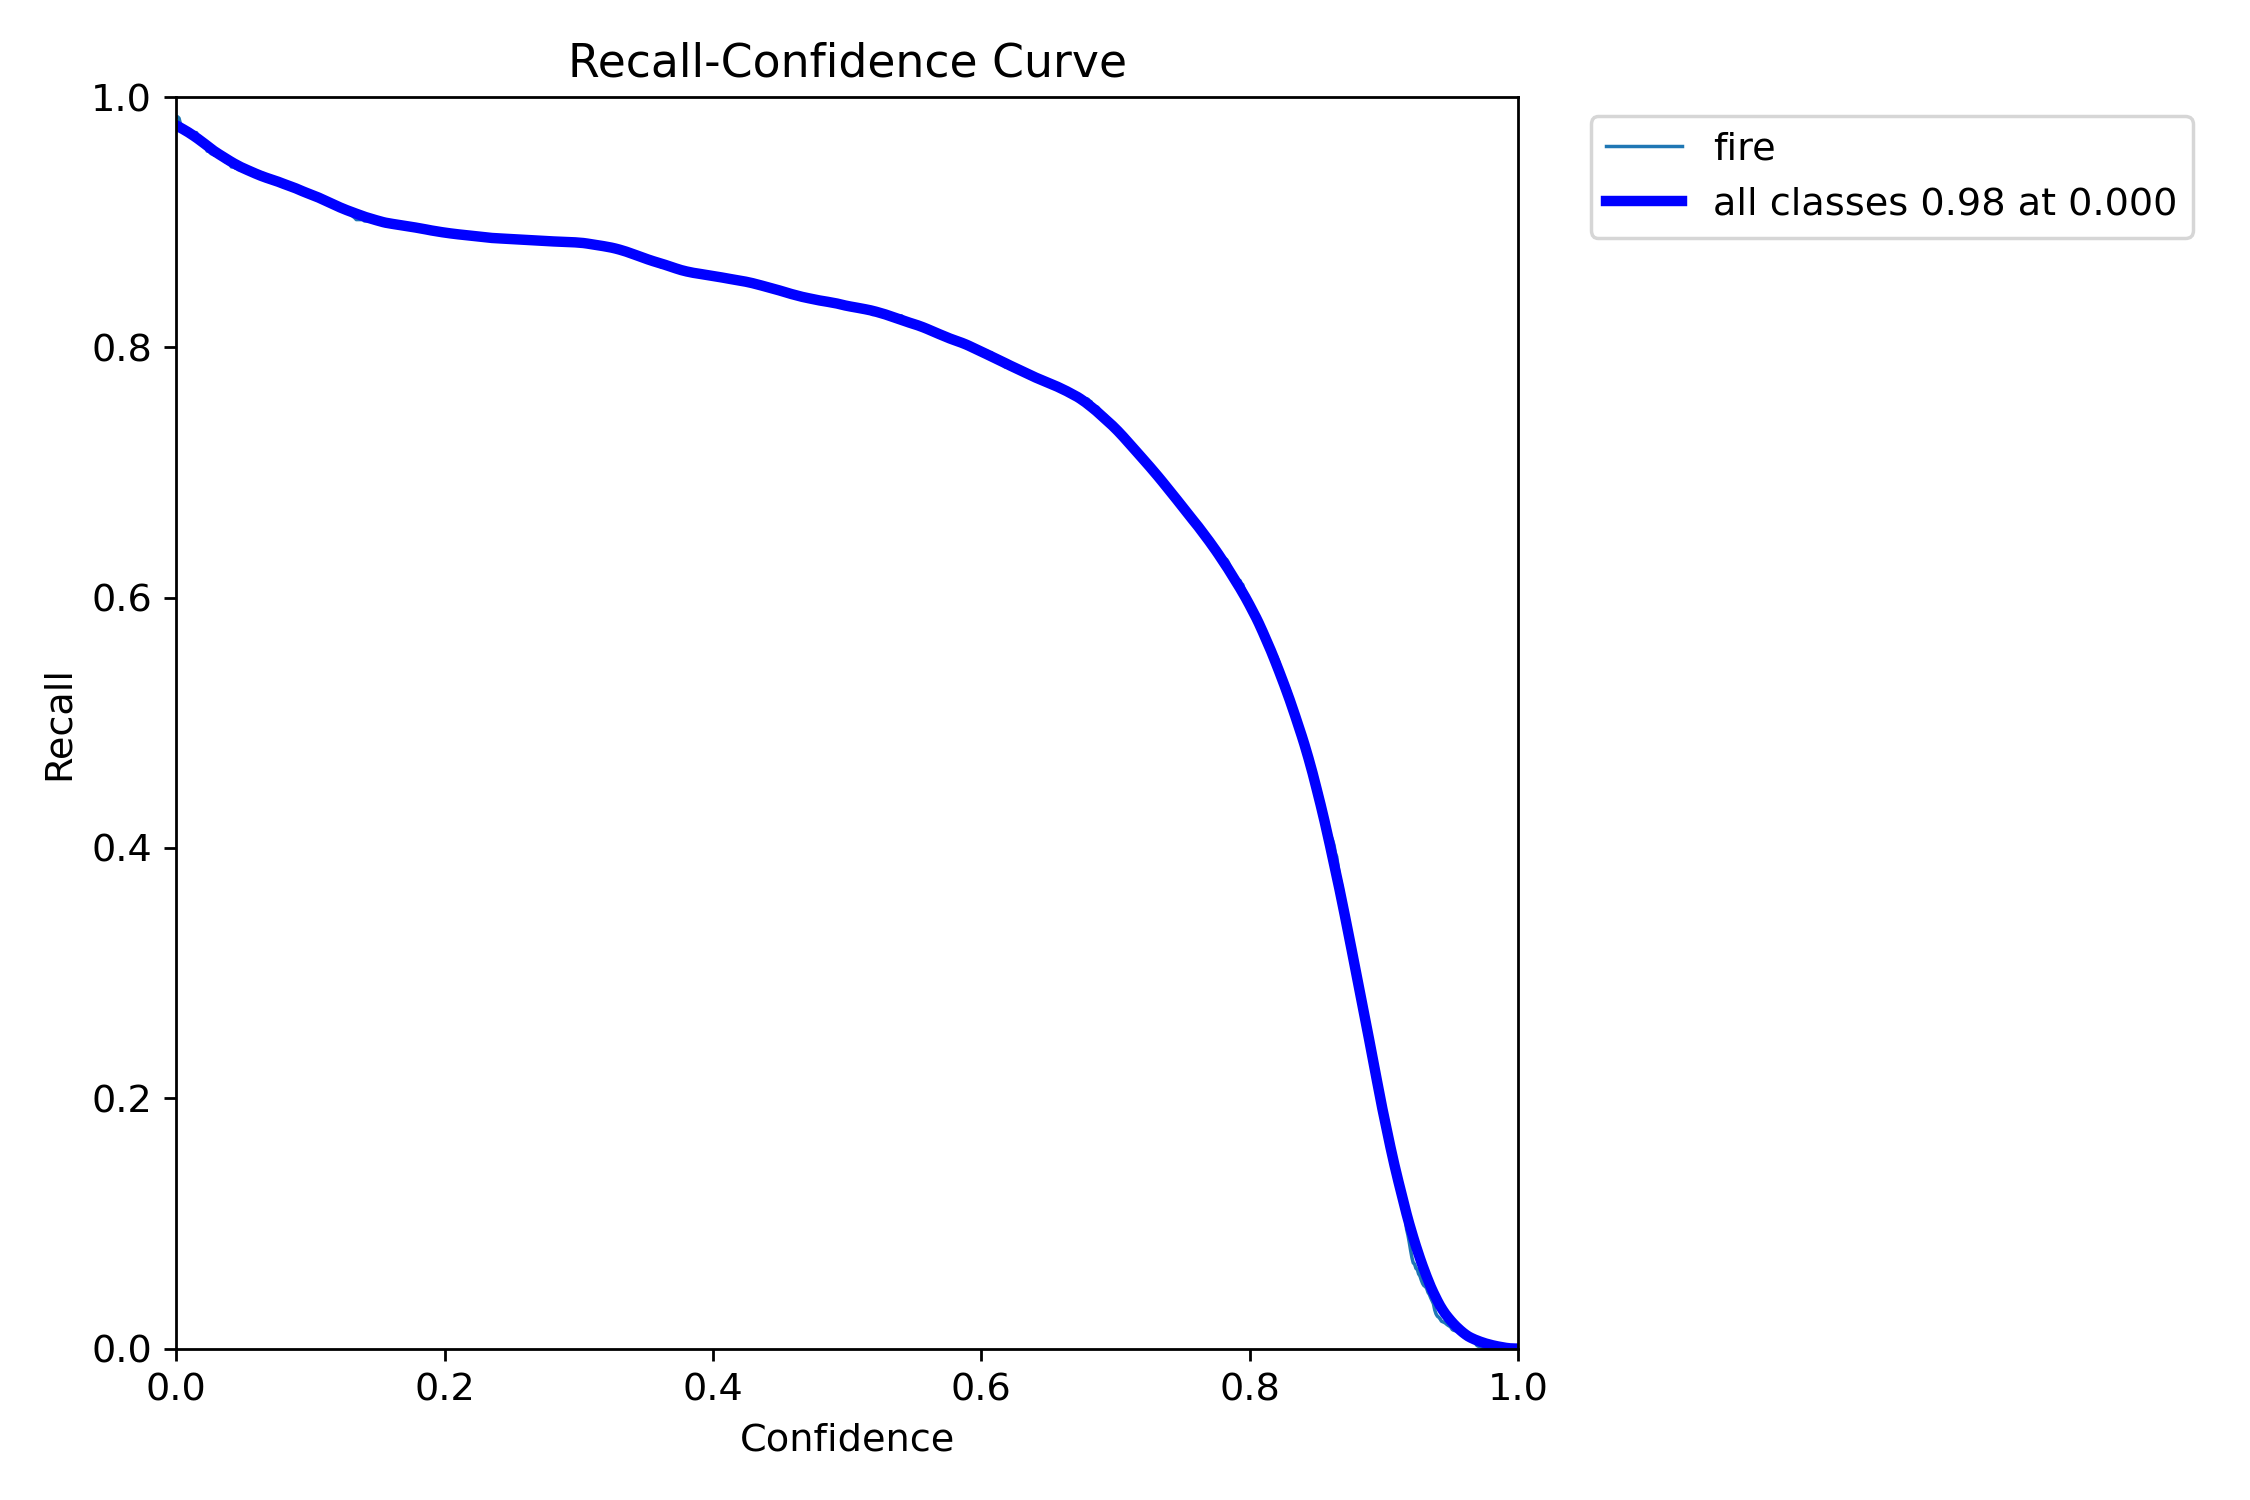 Recall-Confidence Curve
1.0
0.8
0.6
0.4
0.2
0.0
Recall
0.0 0.2 0.4 0.6 0.8 1.0
Confidence
fire
all classes 0.98 at 0.000